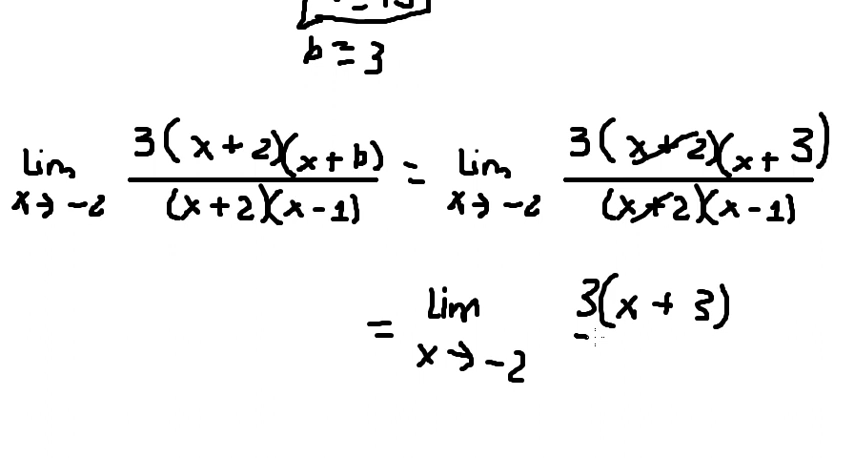 b = 3
lim x→-2 3(x+2)(x+b) / (x+2)(x-1) = lim x→-2 3(x+2)(x+3) / (x+2)(x-1)
= lim x→-2 3(x+3)